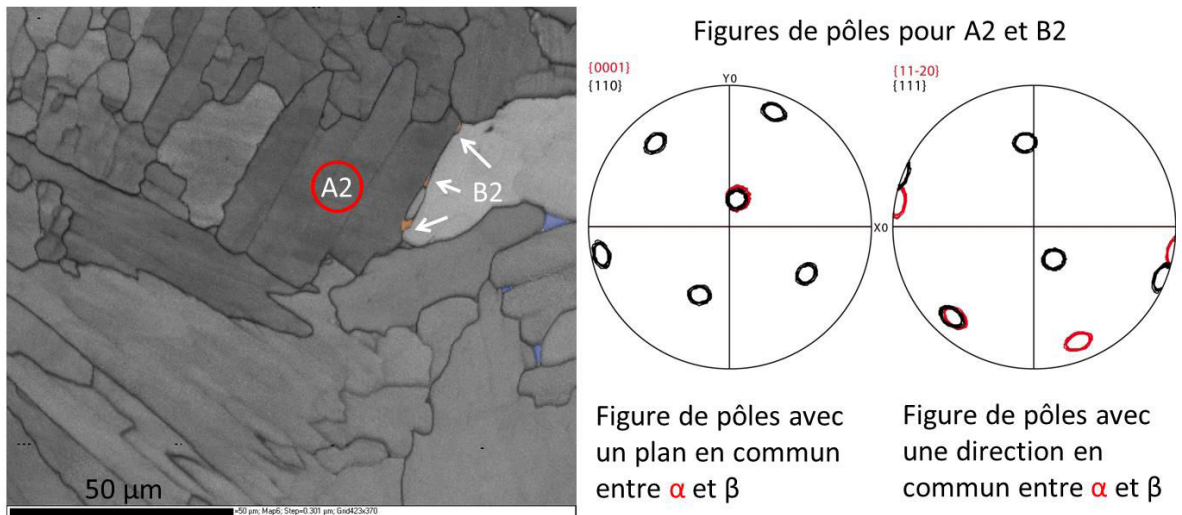 A2
B2
50 µm
=50 µm; Map6; Step=0.301 µm; Grid423x370
Figures de pôles pour A2 et B2
{0001}
{110}
Y0
X0
{11-20}
{111}
Figure de pôles avec
un plan en commun
entre α et β
Figure de pôles avec
une direction en
commun entre α et β